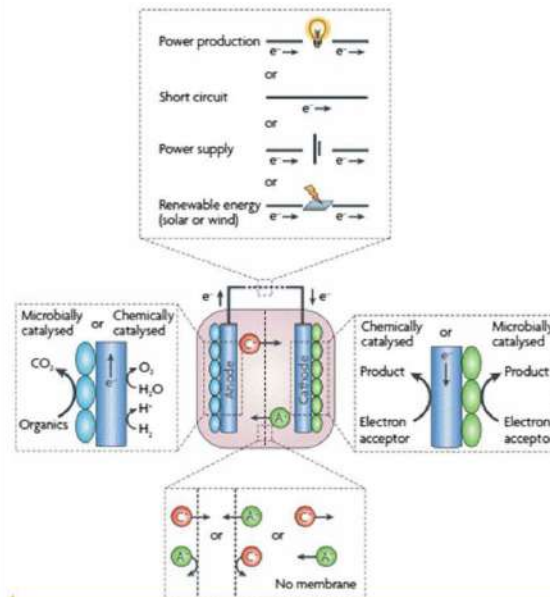 Power production
e⁻→ e⁻→
or
Short circuit
e⁻→
or
Power supply
e⁻→ e⁻→
or
Renewable energy
(solar or wind)
e⁻→ e⁻→
e⁻ e⁻
Microbially
catalysed
or
Chemically
catalysed
CO₂
Organics
e⁻
O₂
H₂O
H⁺
H₂
Anode
C⁺
A⁻
Cathode
Chemically
catalysed
or
Microbially
catalysed
Product
Electron
acceptor
e⁻
Product
Electron
acceptor
C⁺ A⁻ C⁺
or or
A⁻ C⁺ A⁻
No membrane